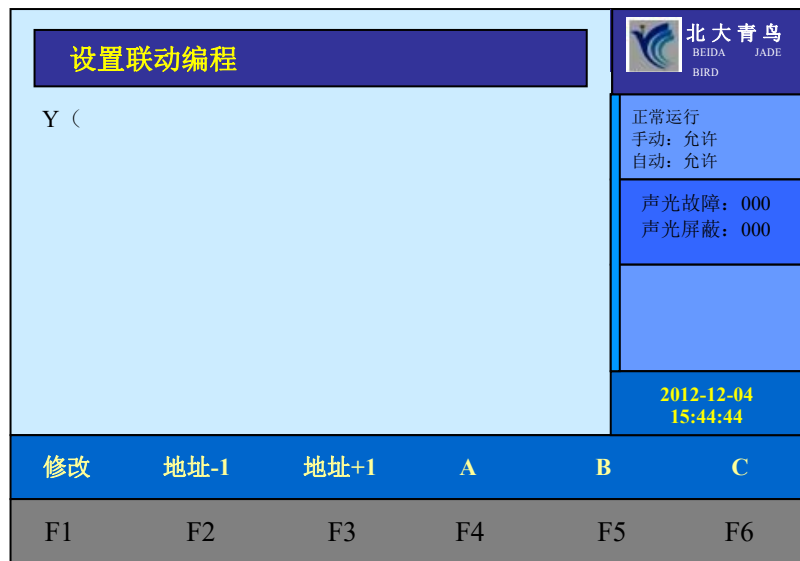 设置联动编程
Y（
北大青鸟
BEIDA JADE
BIRD
正常运行
手动：允许
自动：允许
声光故障：000
声光屏蔽：000
2012-12-04
15:44:44
修改 地址-1 地址+1 A B C
F1 F2 F3 F4 F5 F6